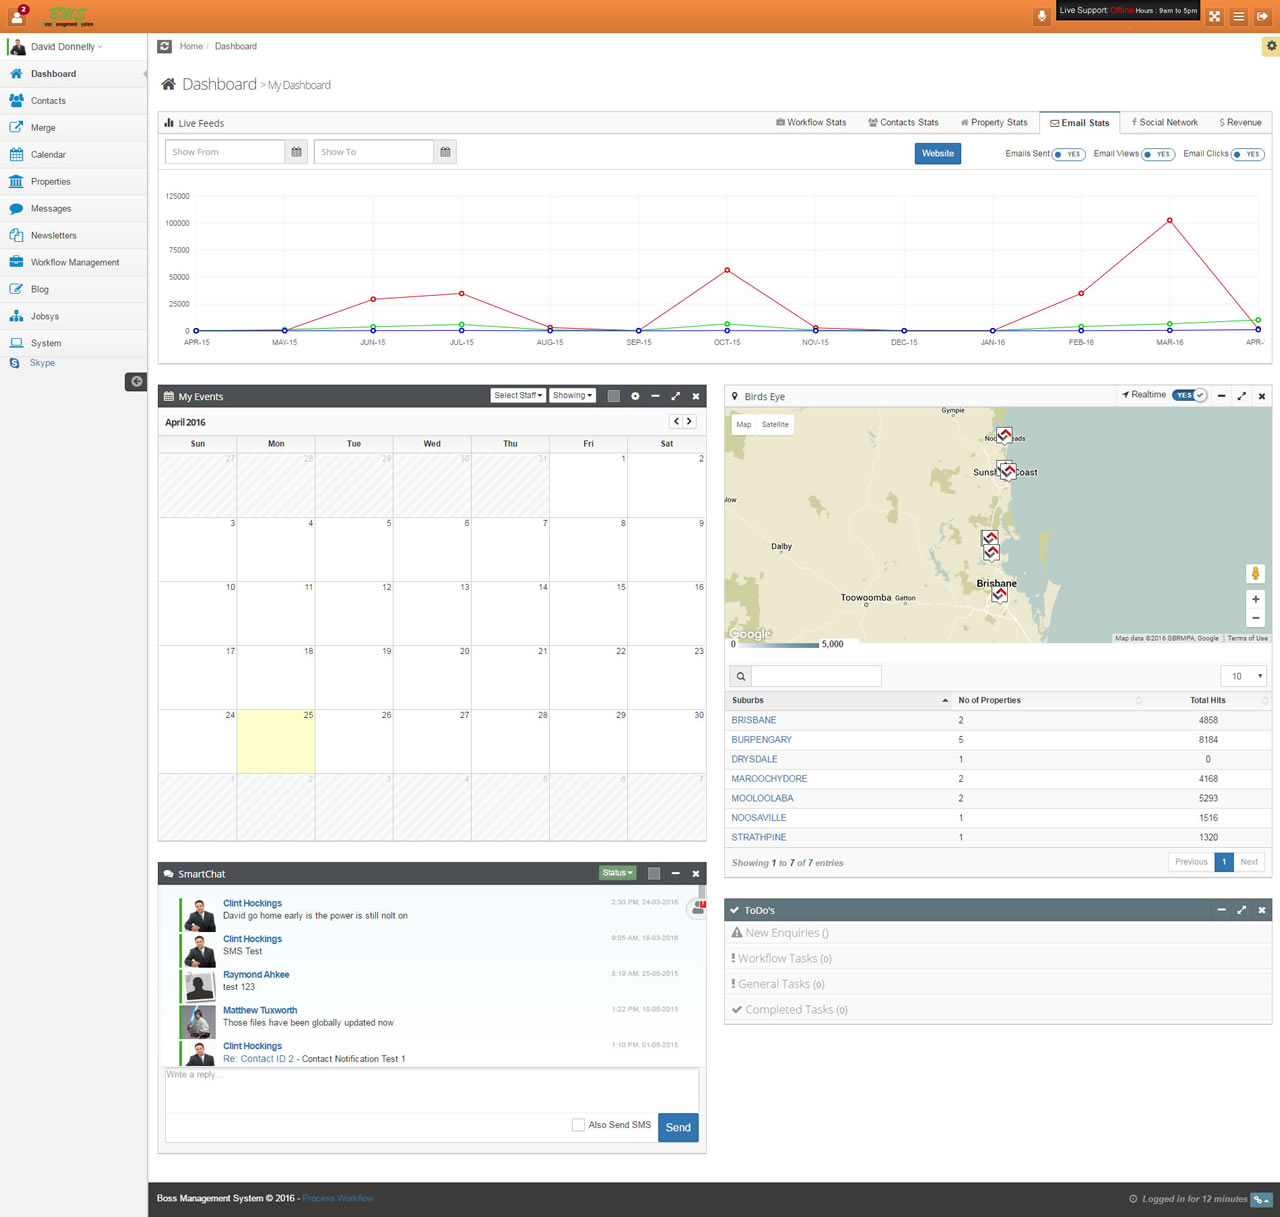 2
BMS
Boss Management System
Live Support: Offline Hours : 9am to 5pm
David Donnelly
Dashboard
Contacts
Merge
Calendar
Properties
Messages
Newsletters
Workflow Management
Blog
Jobsys
System
Skype
Home / Dashboard
Dashboard > My Dashboard
Live Feeds
Workflow Stats
Contacts Stats
Property Stats
Email Stats
Social Network
$ Revenue
Show From
Show To
Website
Emails Sent YES
Email Views YES
Email Clicks YES
125000
100000
75000
50000
25000
0
APR-15 MAY-15 JUN-15 JUL-15 AUG-15 SEP-15 OCT-15 NOV-15 DEC-15 JAN-16 FEB-16 MAR-16 APR-
My Events
Select Staff
Showing
April 2016
Sun Mon Tue Wed Thu Fri Sat
27 28 29 30 31 1 2
3 4 5 6 7 8 9
10 11 12 13 14 15 16
17 18 19 20 21 22 23
24 25 26 27 28 29 30
1 2 3 4 5 6 7
Birds Eye
Realtime YES
Map Satellite
Gympie
Dalby
Toowoomba
Gatton
Brisbane
Google
Map data ©2016 GBRMPA, Google
Terms of Use
0 5,000
10
Suburbs No of Properties Total Hits
BRISBANE 2 4858
BURPENGARY 5 8184
DRYSDALE 1 0
MAROOCHYDORE 2 4168
MOOLOOLABA 2 5293
NOOSAVILLE 1 1516
STRATHPINE 1 1320
Showing 1 to 7 of 7 entries
Previous 1 Next
SmartChat
Status
Clint Hockings 2:30 PM, 24-03-2016
David go home early is the power is still nolt on
Clint Hockings 9:05 AM, 18-03-2016
SMS Test
Raymond Ahkee 8:19 AM, 25-05-2015
test 123
Matthew Tuxworth 1:22 PM, 18-05-2015
Those files have been globally updated now
Clint Hockings 1:10 PM, 01-05-2015
Re: Contact ID 2 - Contact Notification Test 1
Write a reply...
Also Send SMS
Send
ToDo's
New Enquiries ()
Workflow Tasks (0)
General Tasks (0)
Completed Tasks (0)
Boss Management System © 2016 - Process Workflow
Logged in for 12 minutes